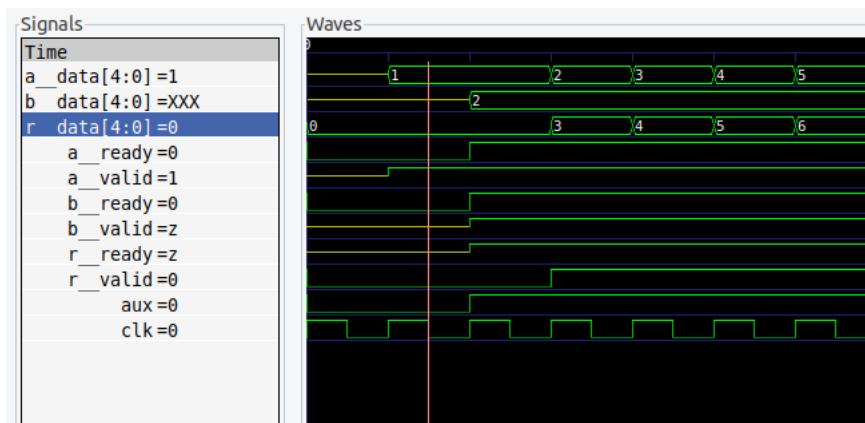 Signals
Waves
Time
0
a__data[4:0]=1
1 2 3 4 5
b__data[4:0]=XXX
2
r__data[4:0]=0
0 3 4 5 6
a__ready=0
a__valid=1
b__ready=0
b__valid=z
r__ready=z
r__valid=0
aux=0
clk=0